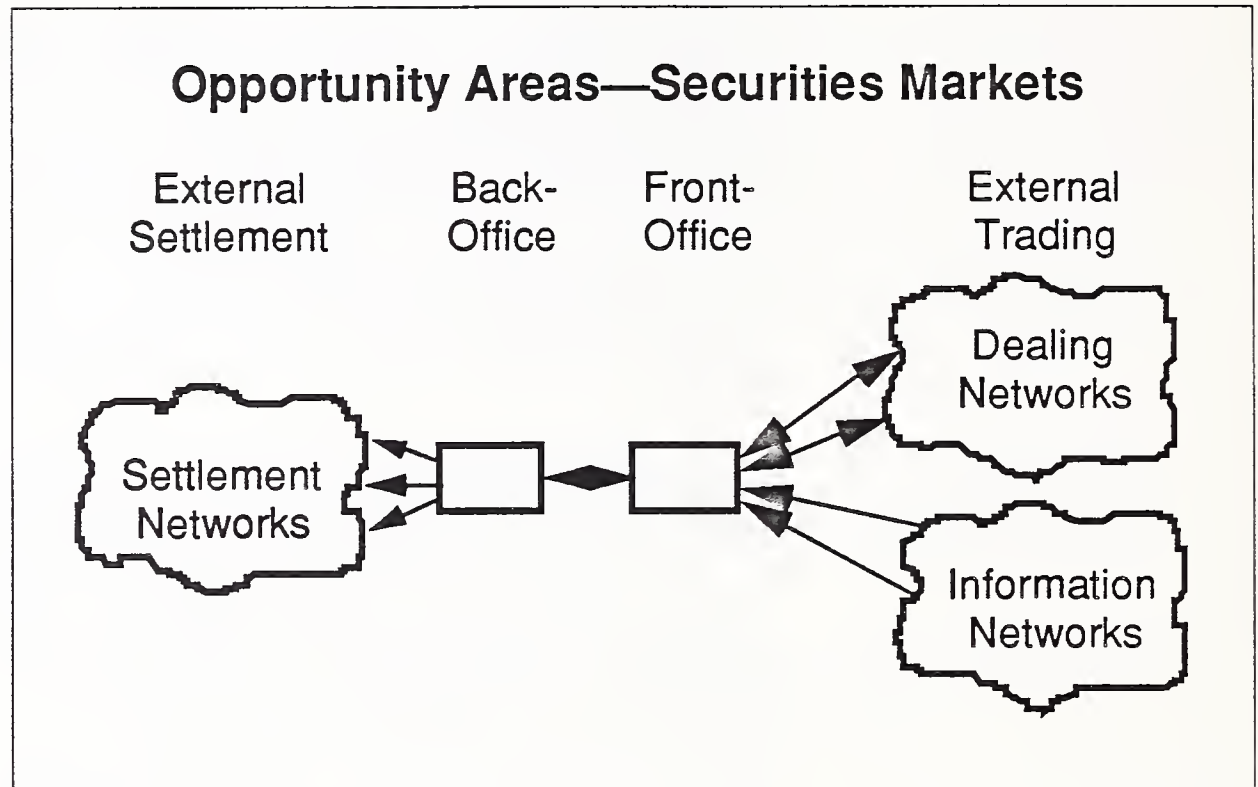 Opportunity Areas—Securities Markets
External
Settlement
Back-
Office
Front-
Office
External
Trading
Dealing
Networks
Settlement
Networks
Information
Networks